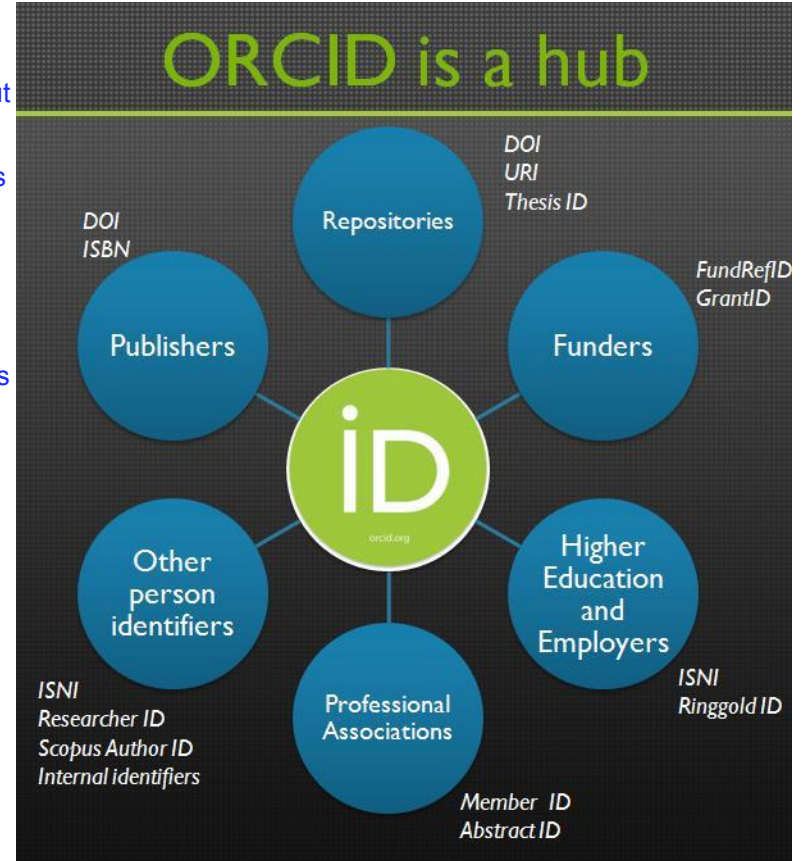 ORCID is a hub
DOI
URI
Thesis ID
Repositories
DOI
ISBN
FundRefID
GrantID
Publishers
Funders
iD
orcid.org
Other
person
identifiers
Higher
Education
and
Employers
ISNI
Researcher ID
Scopus Author ID
Internal identifiers
Professional
Associations
ISNI
Ringgold ID
Member ID
Abstract ID